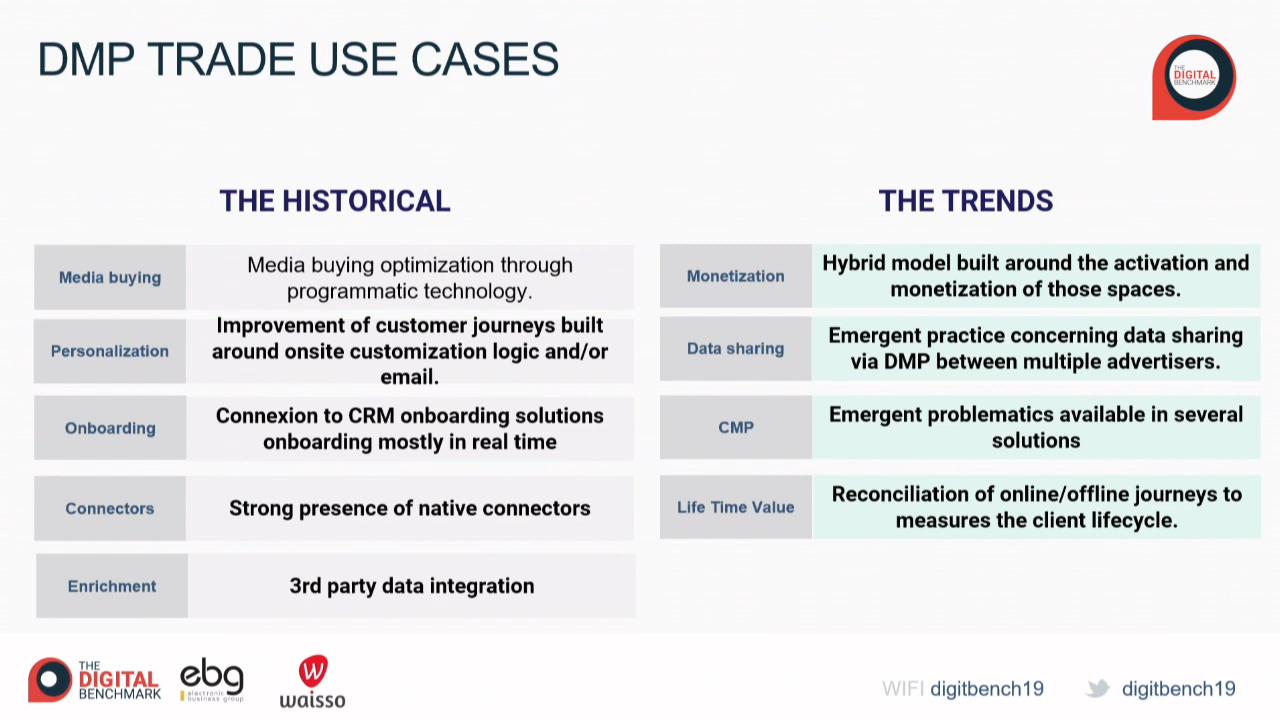 DMP TRADE USE CASES
THE
DIGITAL
BENCHMARK
THE HISTORICAL
Media buying
Media buying optimization through
programmatic technology.
Personalization
Improvement of customer journeys built
around onsite customization logic and/or
email.
Onboarding
Connexion to CRM onboarding solutions
onboarding mostly in real time
Connectors
Strong presence of native connectors
Enrichment
3rd party data integration
THE TRENDS
Monetization
Hybrid model built around the activation and
monetization of those spaces.
Data sharing
Emergent practice concerning data sharing
via DMP between multiple advertisers.
CMP
Emergent problematics available in several
solutions
Life Time Value
Reconciliation of online/offline journeys to
measures the client lifecycle.
THE
DIGITAL
BENCHMARK
ebg
electronic
business group
W
waisso
WIFI digitbench19
digitbench19